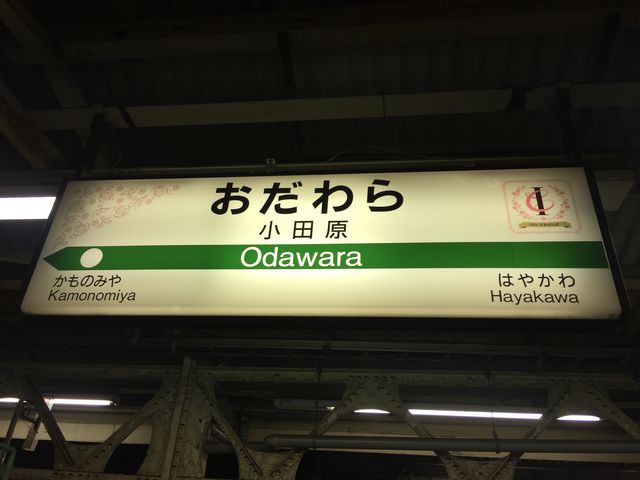 おだわら
小田原
Odawara
かものみや
Kamonomiya
はやかわ
Hayakawa